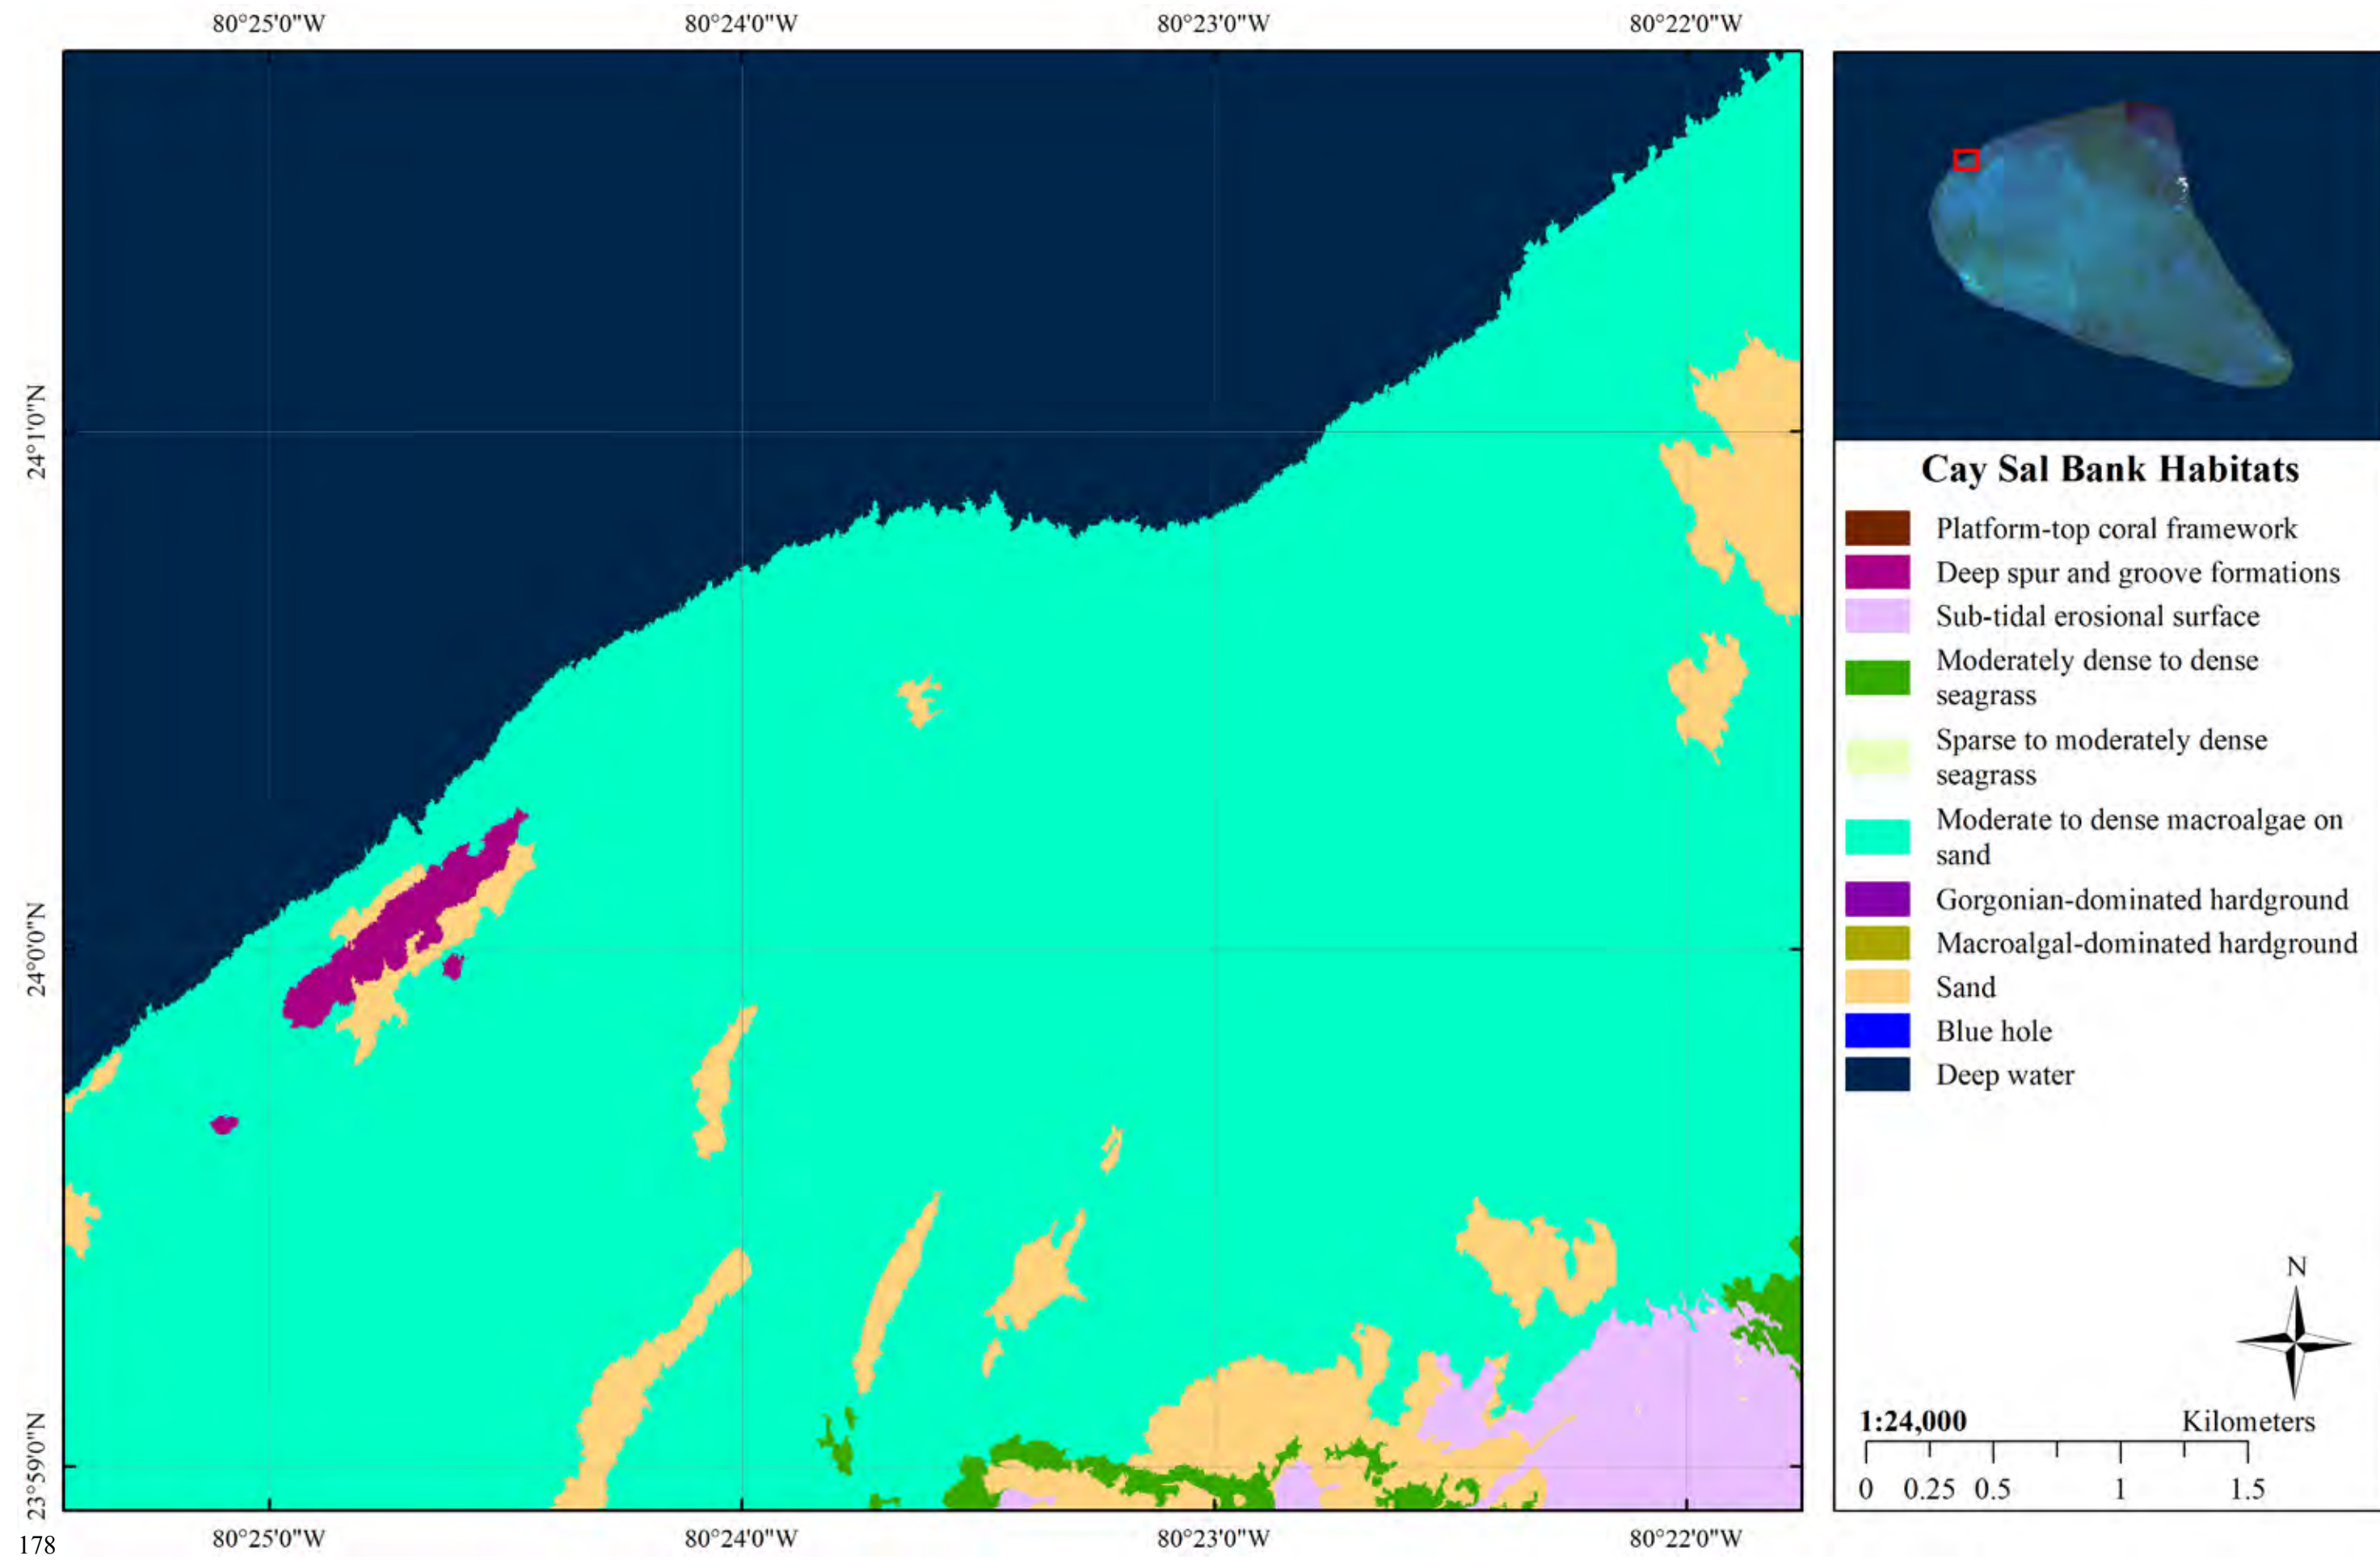 80°25'0"W 80°24'0"W 80°23'0"W 80°22'0"W
24°1'0"N
24°0'0"N
23°59'0"N
80°25'0"W 80°24'0"W 80°23'0"W 80°22'0"W
178
Cay Sal Bank Habitats
Platform-top coral framework
Deep spur and groove formations
Sub-tidal erosional surface
Moderately dense to dense
seagrass
Sparse to moderately dense
seagrass
Moderate to dense macroalgae on
sand
Gorgonian-dominated hardground
Macroalgal-dominated hardground
Sand
Blue hole
Deep water
N
1:24,000 Kilometers
0 0.25 0.5 1 1.5